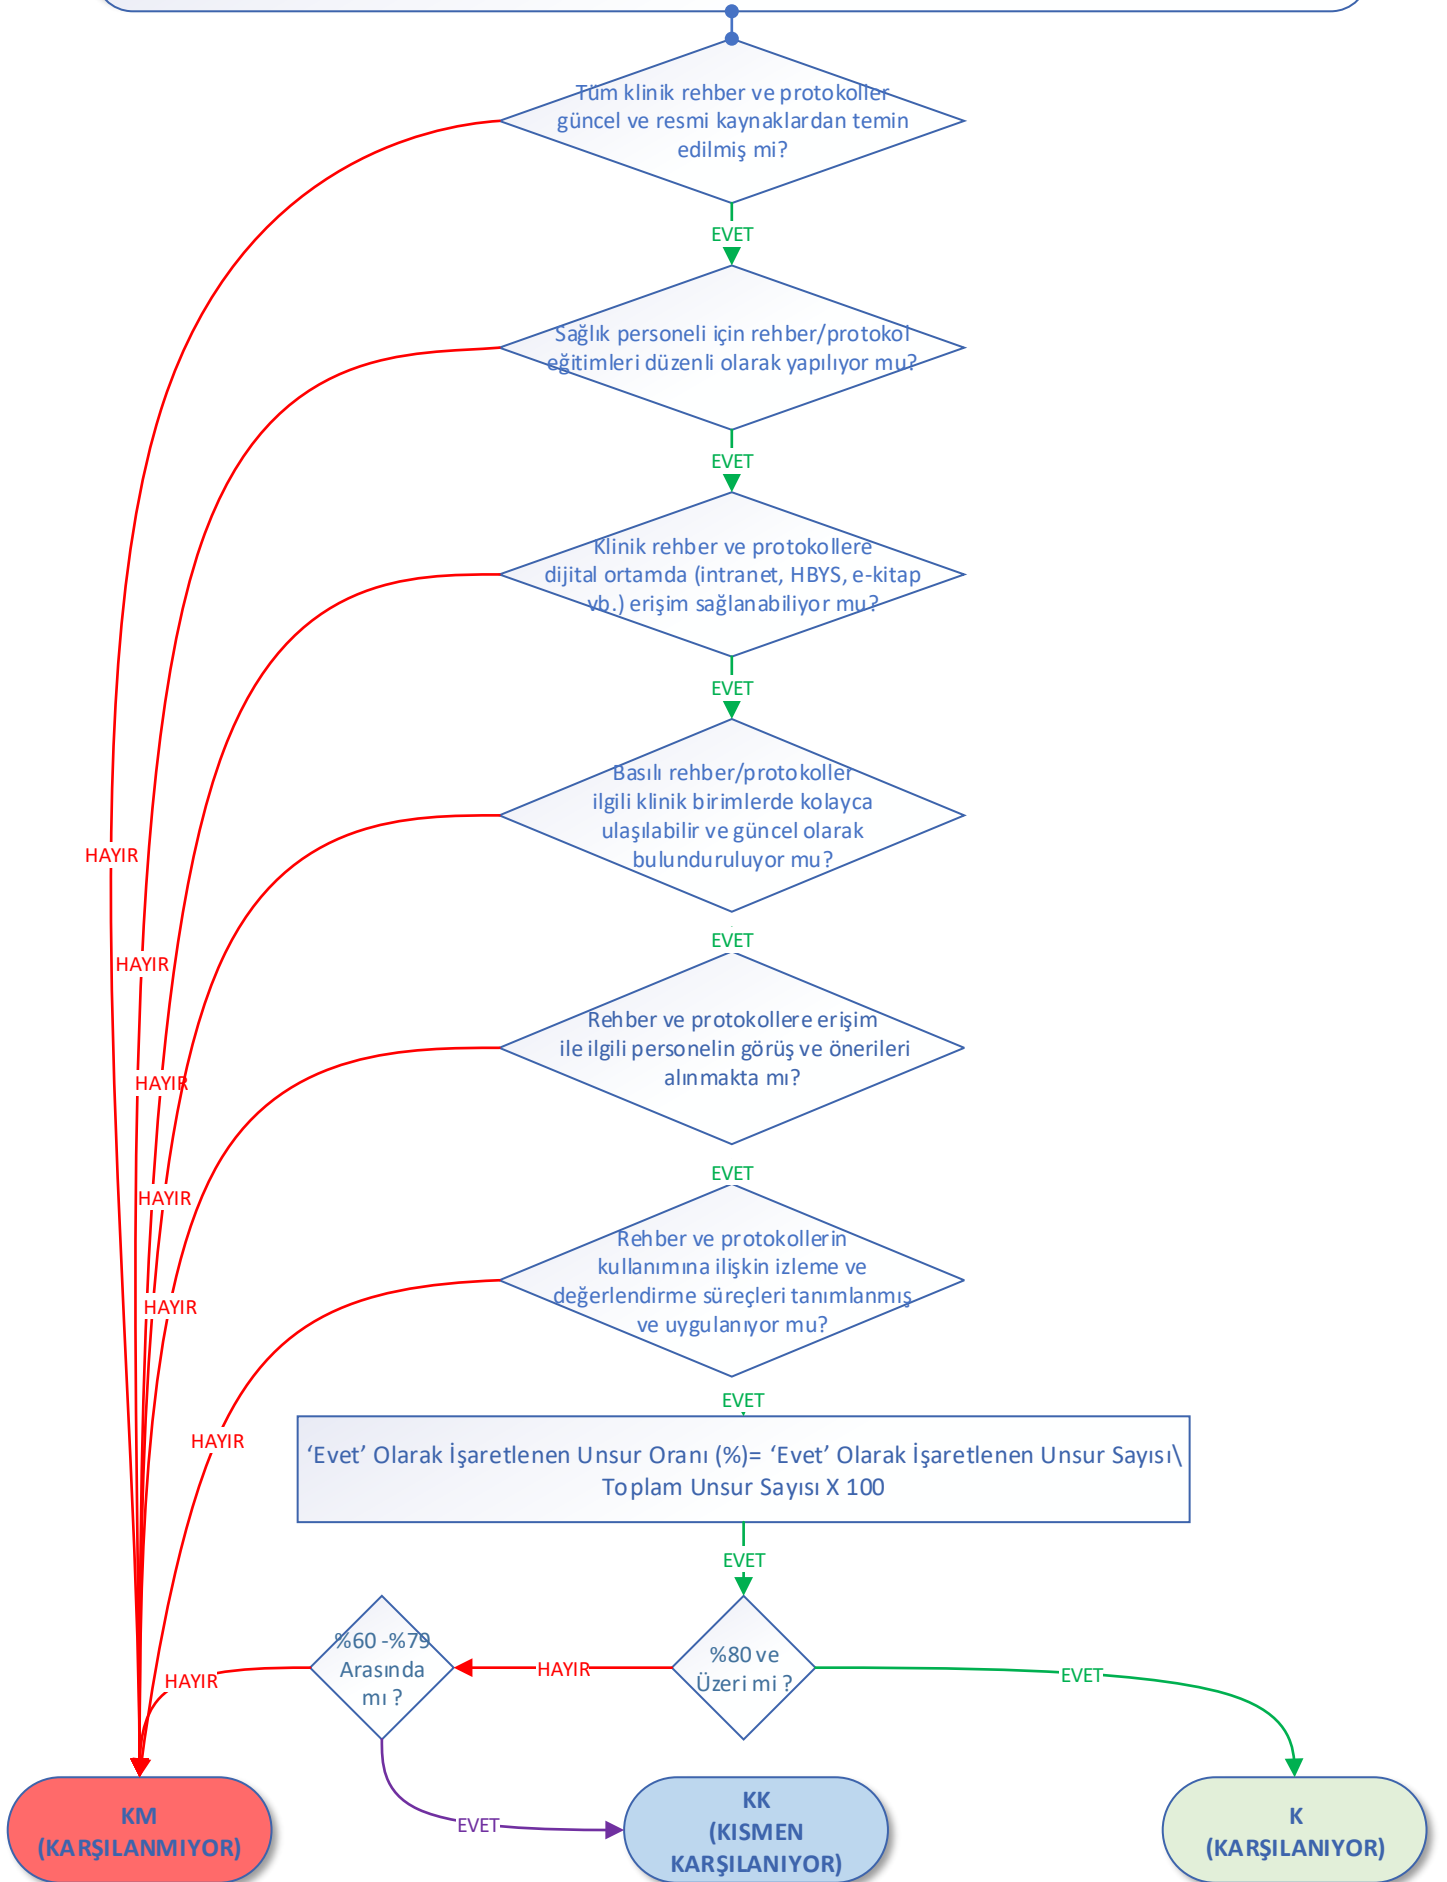 Tüm klinik rehber ve protokoller
güncel ve resmi kaynaklardan temin
edilmiş mi?
EVET
Sağlık personeli için rehber/protokol
eğitimleri düzenli olarak yapılıyor mu?
EVET
Klinik rehber ve protokollere
dijital ortamda (intranet, HBYS, e-kitap
vb.) erişim sağlanabiliyor mu?
EVET
Basılı rehber/protokoller
ilgili klinik birimlerde kolayca
ulaşılabilir ve güncel olarak
bulunduruluyor mu?
HAYIR
EVET
HAYIR
Rehber ve protokollere erişim
ile ilgili personelin görüş ve önerileri
alınmakta mı?
HAYIR
EVET
HAYIR
Rehber ve protokollerin
kullanımına ilişkin izleme ve
değerlendirme süreçleri tanımlanmış
ve uygulanıyor mu?
HAYIR
EVET
HAYIR
‘Evet’ Olarak İşaretlenen Unsur Oranı (%)= ‘Evet’ Olarak İşaretlenen Unsur Sayısı\
Toplam Unsur Sayısı X 100
EVET
%60 -%79
Arasında
mı ?
HAYIR
%80 ve
Üzeri mi ?
EVET
HAYIR
EVET
KM
(KARŞILANMIYOR)
KK
(KISMEN
KARŞILANIYOR)
K
(KARŞILANIYOR)